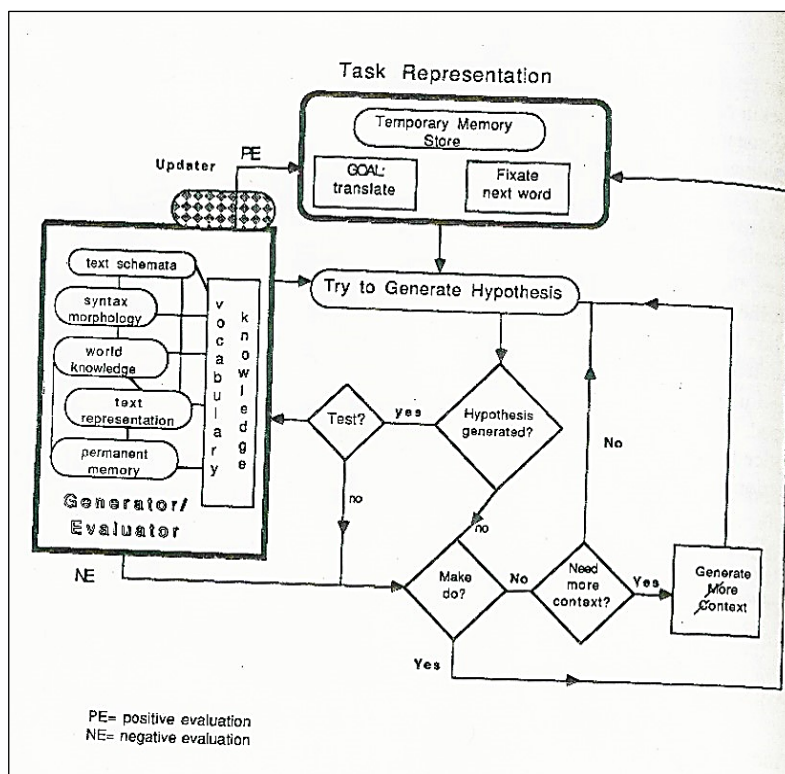 Task Representation
Temporary Memory
Store
GOAL:
translate
Fixate
next word
PE
Updater
text schemata
syntax
morphology
world
knowledge
text
representation
permanent
memory
vocabulary
knowledge
Generator/
Evaluator
Try to Generate Hypothesis
Hypothesis
generated?
yes
Test?
no
no
No
NE
Make
do?
No
Need
more
context?
Yes
Generate
More
Context
Yes
PE= positive evaluation
NE= negative evaluation